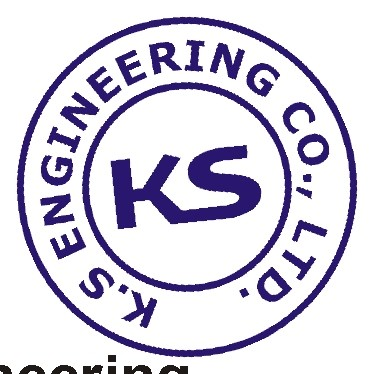 K.S ENGINEERING CO., LTD.
KS